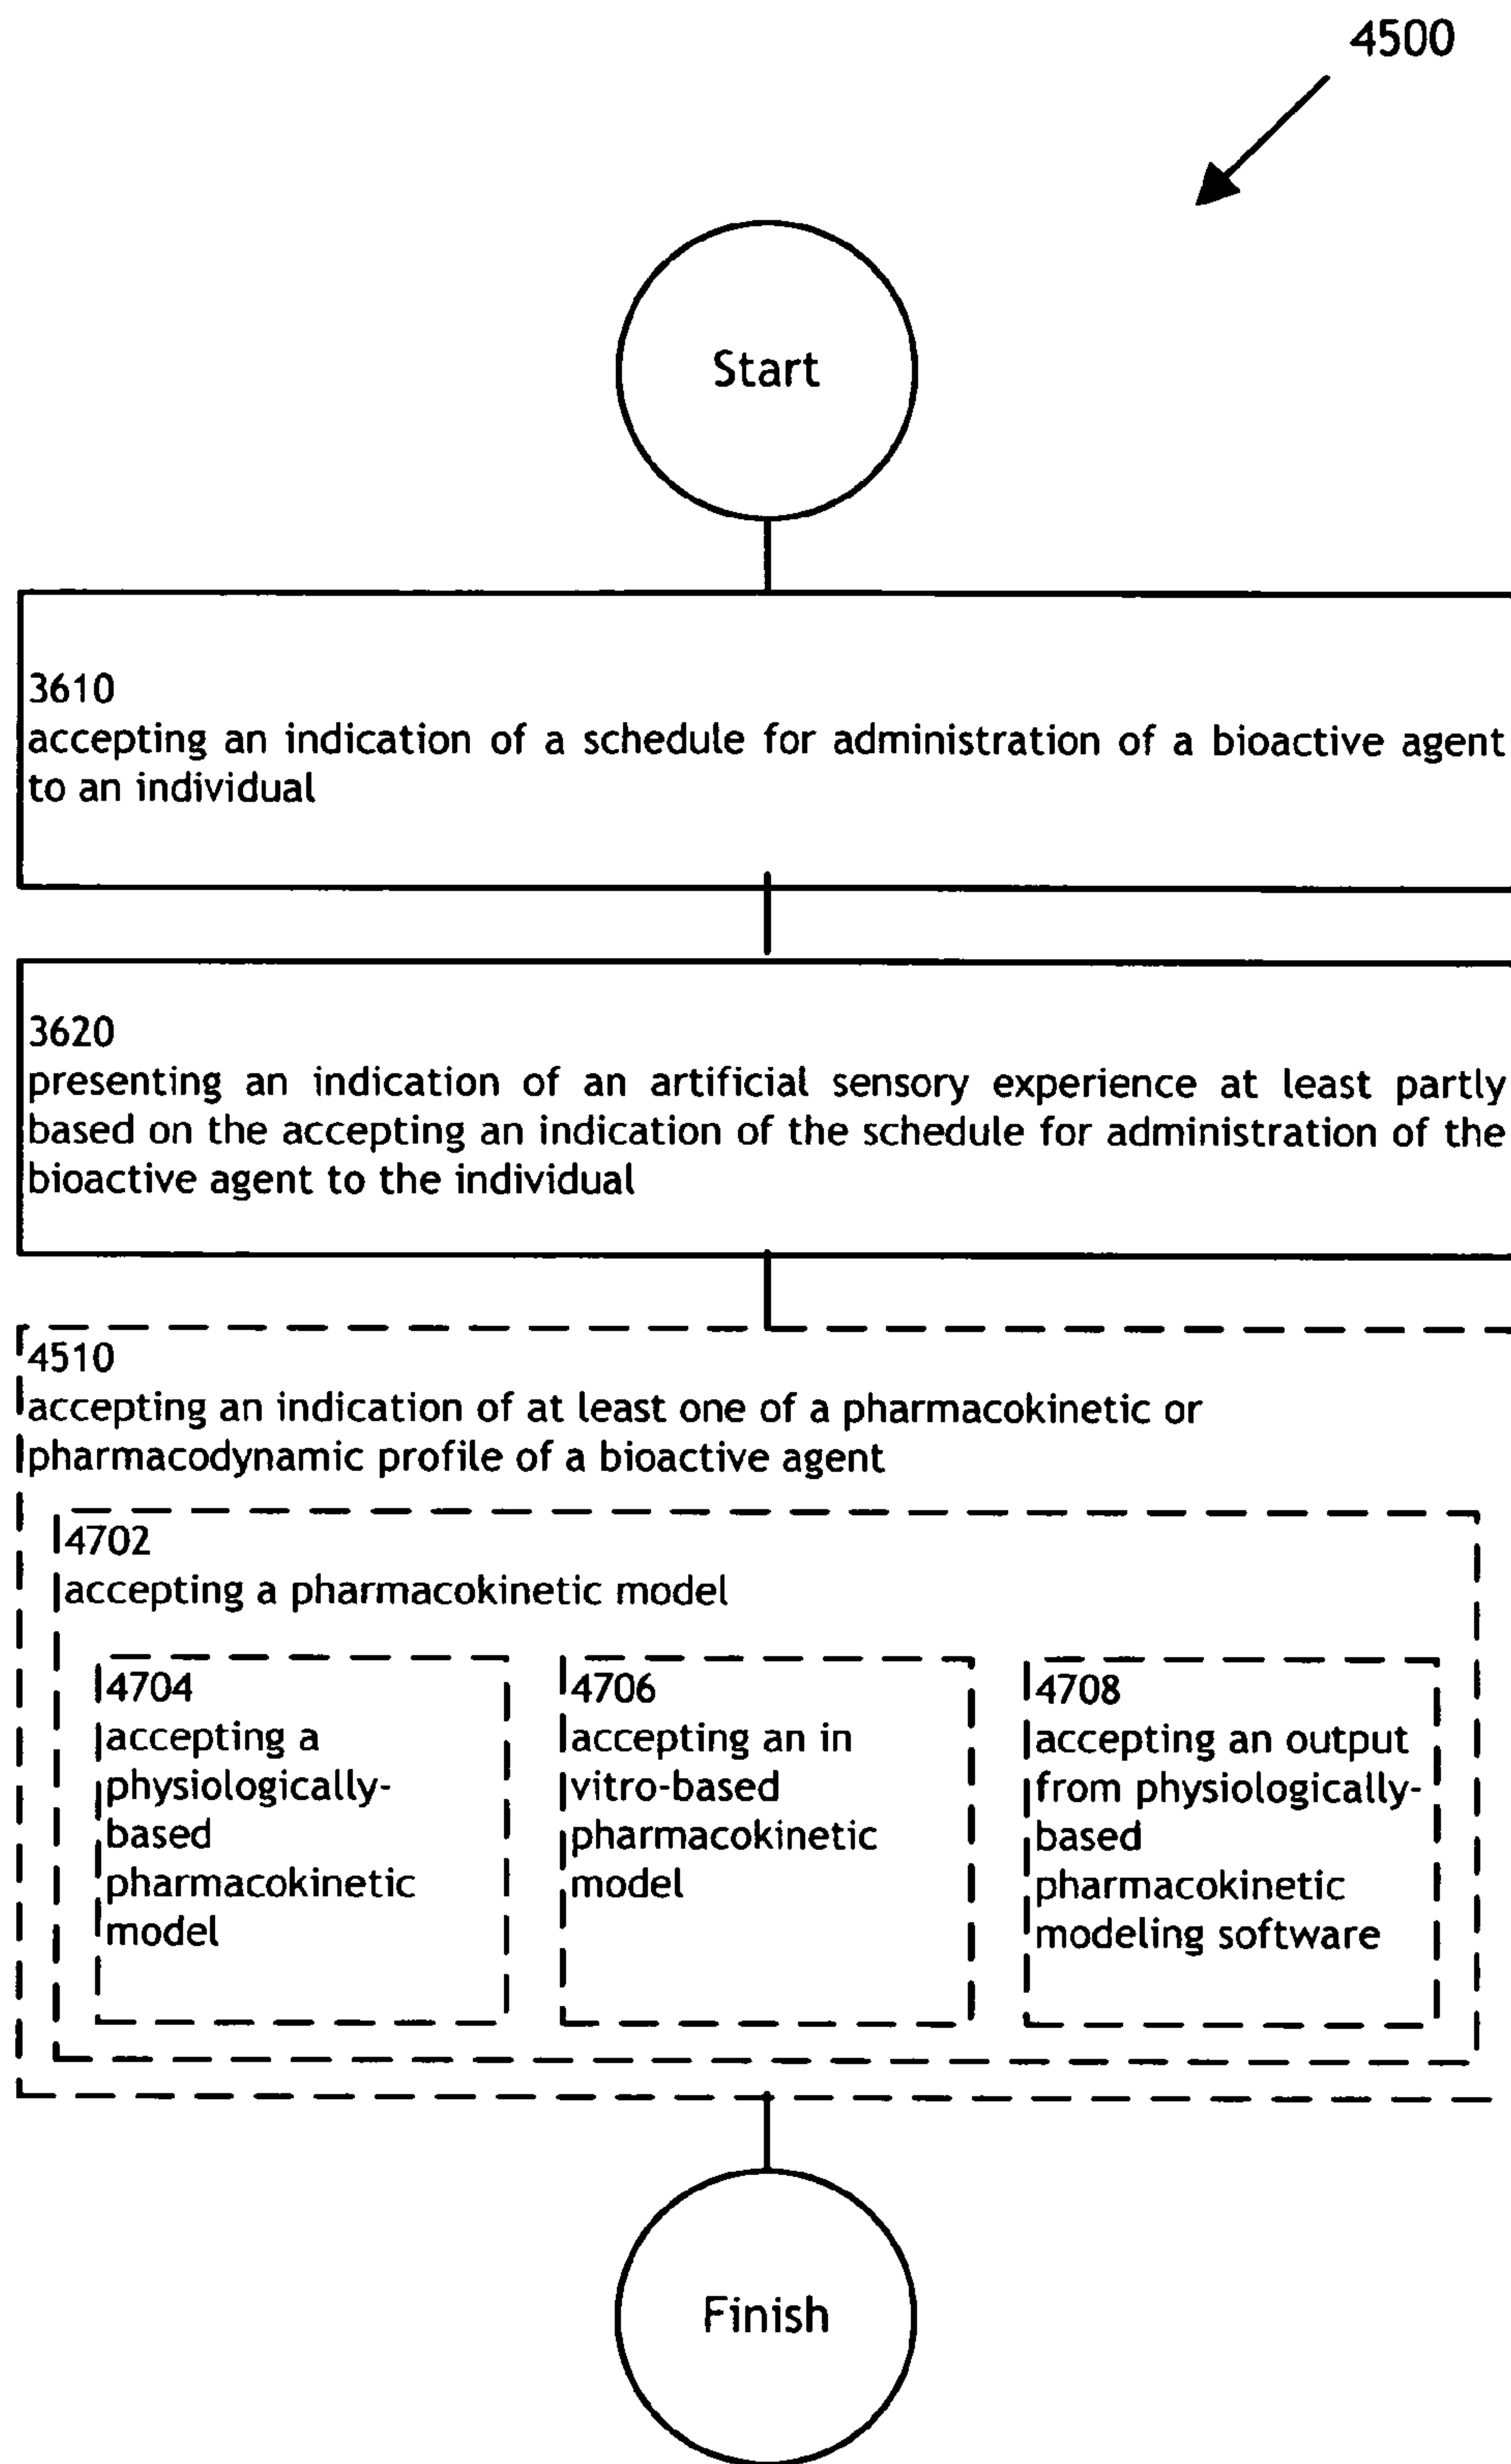 4500
Start
3610
accepting an indication of a schedule for administration of a bioactive agent
to an individual
3620
presenting an indication of an artificial sensory experience at least partly
based on the accepting an indication of the schedule for administration of the
bioactive agent to the individual
4510
accepting an indication of at least one of a pharmacokinetic or
pharmacodynamic profile of a bioactive agent
4702
accepting a pharmacokinetic model
4704
accepting a
physiologically-
based
pharmacokinetic
model
4706
accepting an in
vitro-based
pharmacokinetic
model
4708
accepting an output
from physiologically-
based
pharmacokinetic
modeling software
Finish